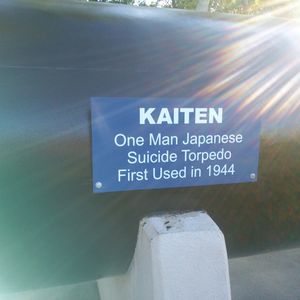 KAITEN
One Man Japanese
Suicide Torpedo
First Used in 1944